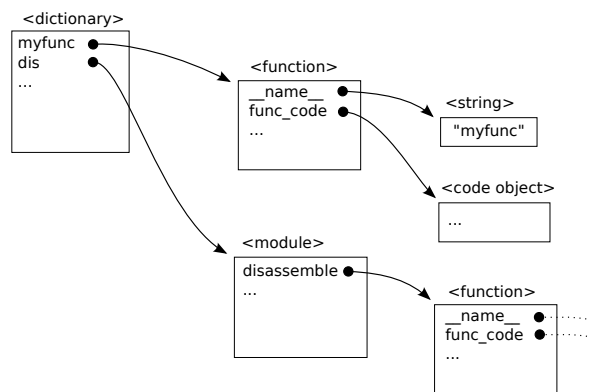 <dictionary>
myfunc
dis
...
<function>
__name__
func_code
...
<string>
"myfunc"
<code object>
...
<module>
disassemble
...
<function>
__name__
func_code
...